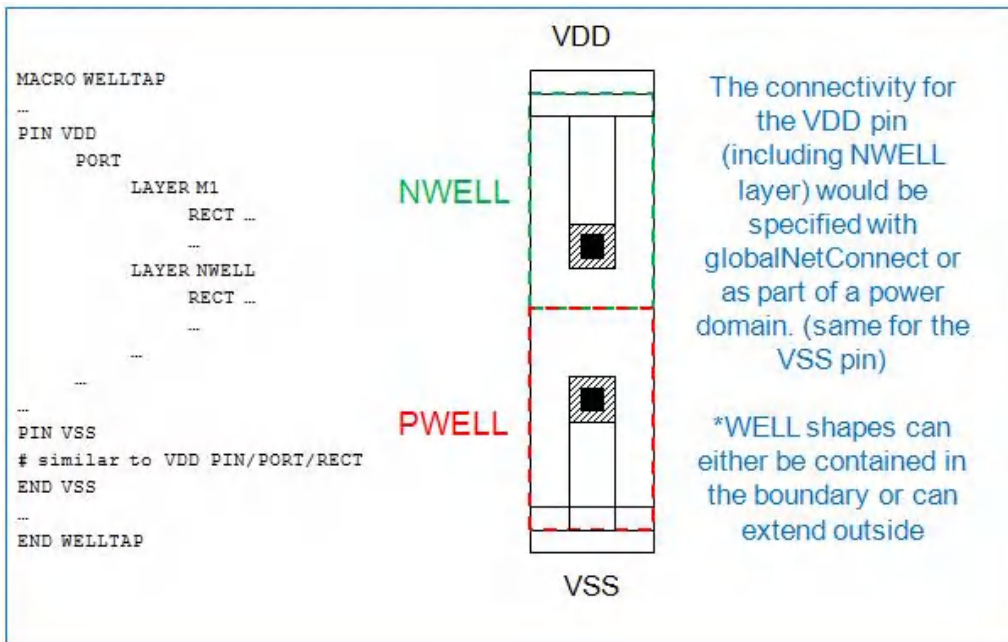 MACRO WELLTAP
…
PIN VDD
PORT
LAYER M1
RECT …
…
LAYER NWELL
RECT …
…
…
…
…
PIN VSS
# similar to VDD PIN/PORT/RECT
END VSS
…
END WELLTAP
VDD
NWELL
PWELL
VSS
The connectivity for
the VDD pin
(including NWELL
layer) would be
specified with
globalNetConnect or
as part of a power
domain. (same for the
VSS pin)
*WELL shapes can
either be contained in
the boundary or can
extend outside